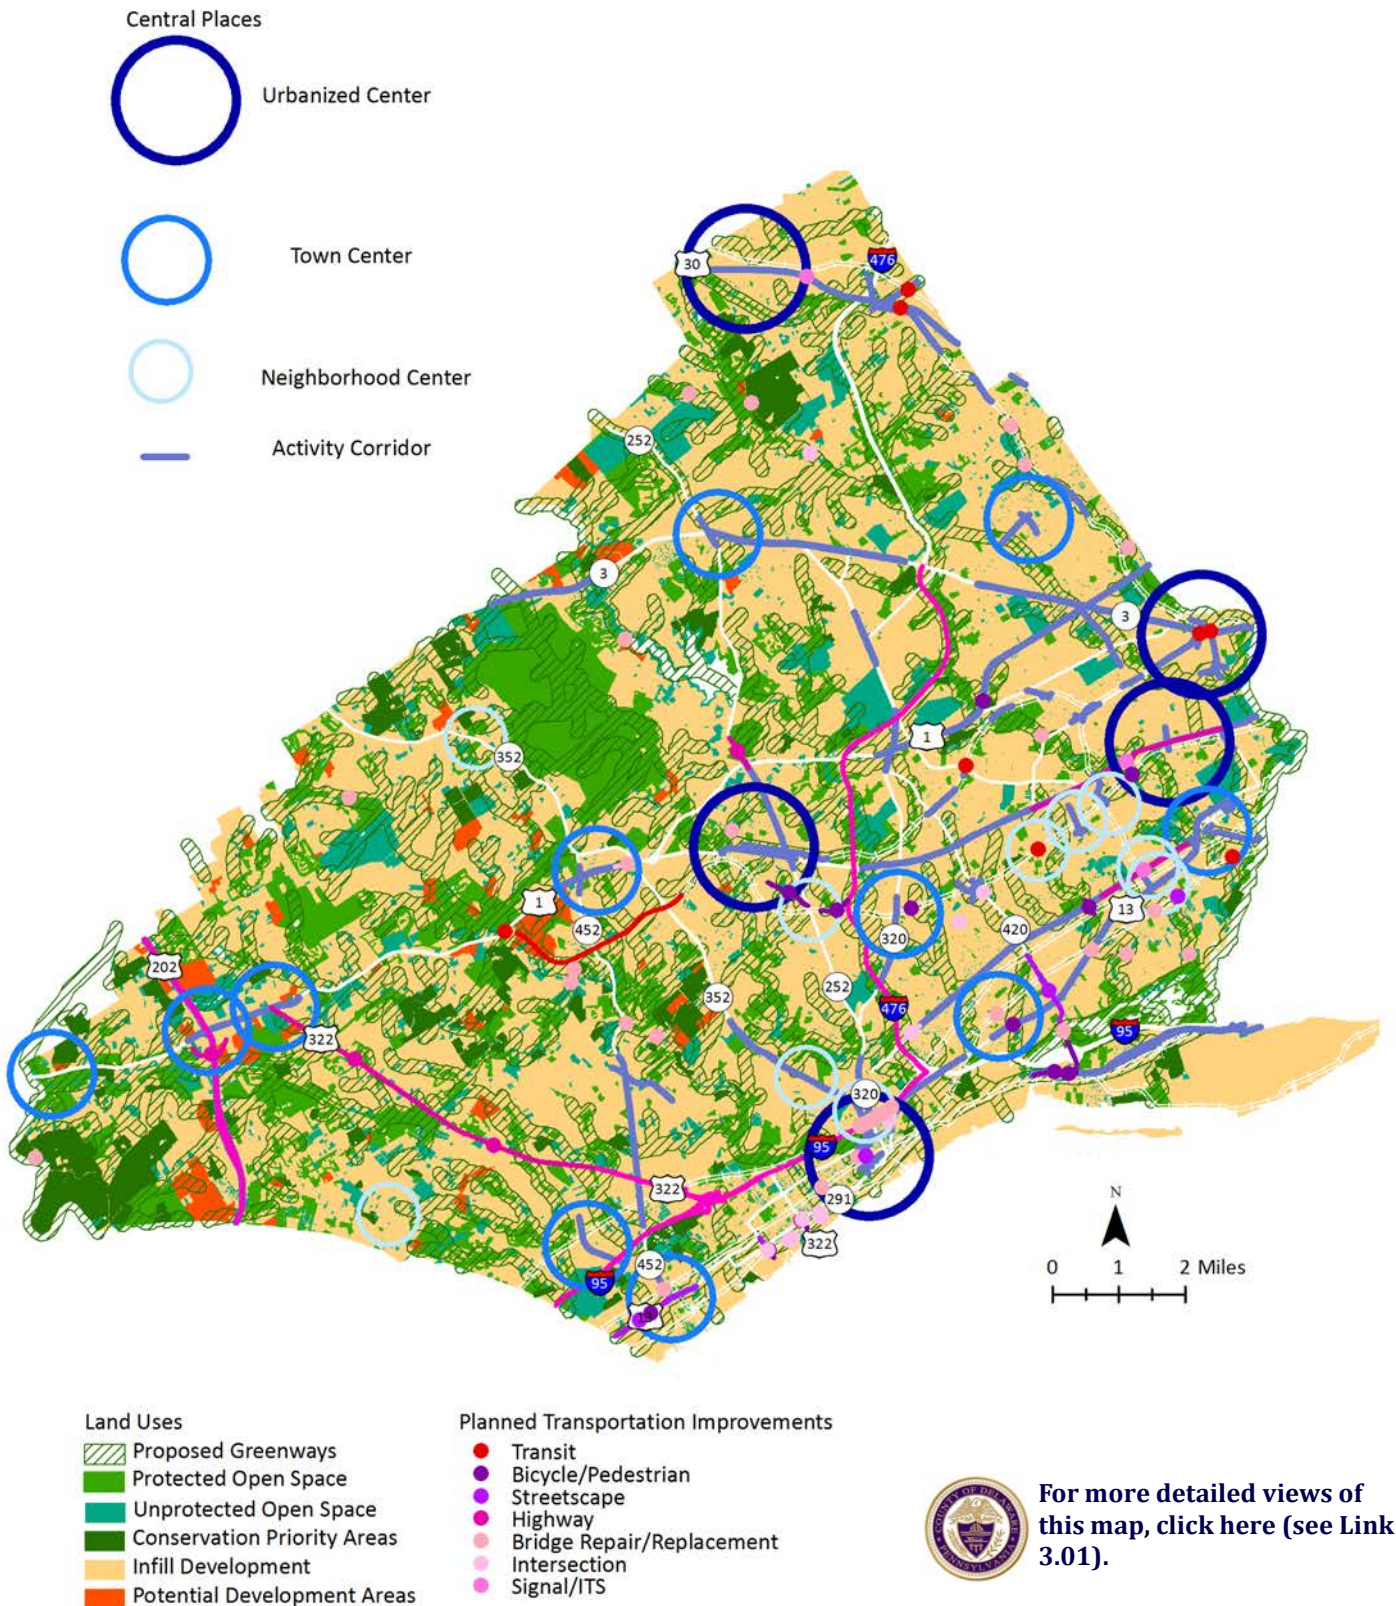 Central Places
Urbanized Center
Town Center
Neighborhood Center
Activity Corridor
30
476
252
3
3
1
352
1
452
320
13
420
202
352
252
476
322
95
320
95
322
291
322
452
95
N
0 1 2 Miles
Land Uses
Proposed Greenways
Protected Open Space
Unprotected Open Space
Conservation Priority Areas
Infill Development
Potential Development Areas
Planned Transportation Improvements
Transit
Bicycle/Pedestrian
Streetscape
Highway
Bridge Repair/Replacement
Intersection
Signal/ITS
COUNTY OF DELAWARE
PENNSYLVANIA
For more detailed views of
this map, click here (see Link
3.01).